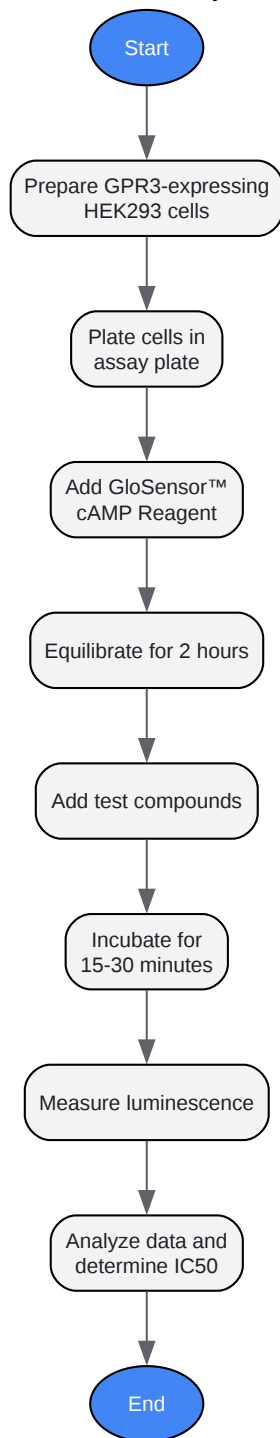 Start
Prepare GPR3-expressing
HEK293 cells
Plate cells in
assay plate
Add GloSensor™
cAMP Reagent
Equilibrate for 2 hours
Add test compounds
Incubate for
15-30 minutes
Measure luminescence
Analyze data and
determine IC50
End